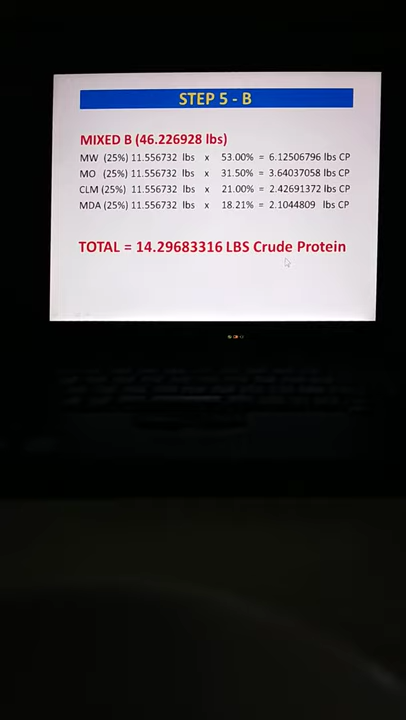 STEP 5 - B
MIXED B (46.226928 lbs)
MW (25%) 11.556732 lbs x 53.00% = 6.12506796 lbs CP
MO (25%) 11.556732 lbs x 31.50% = 3.64037058 lbs CP
CLM (25%) 11.556732 lbs x 21.00% = 2.42691372 lbs CP
MDA (25%) 11.556732 lbs x 18.21% = 2.1044809 lbs CP
TOTAL = 14.29683316 LBS Crude Protein